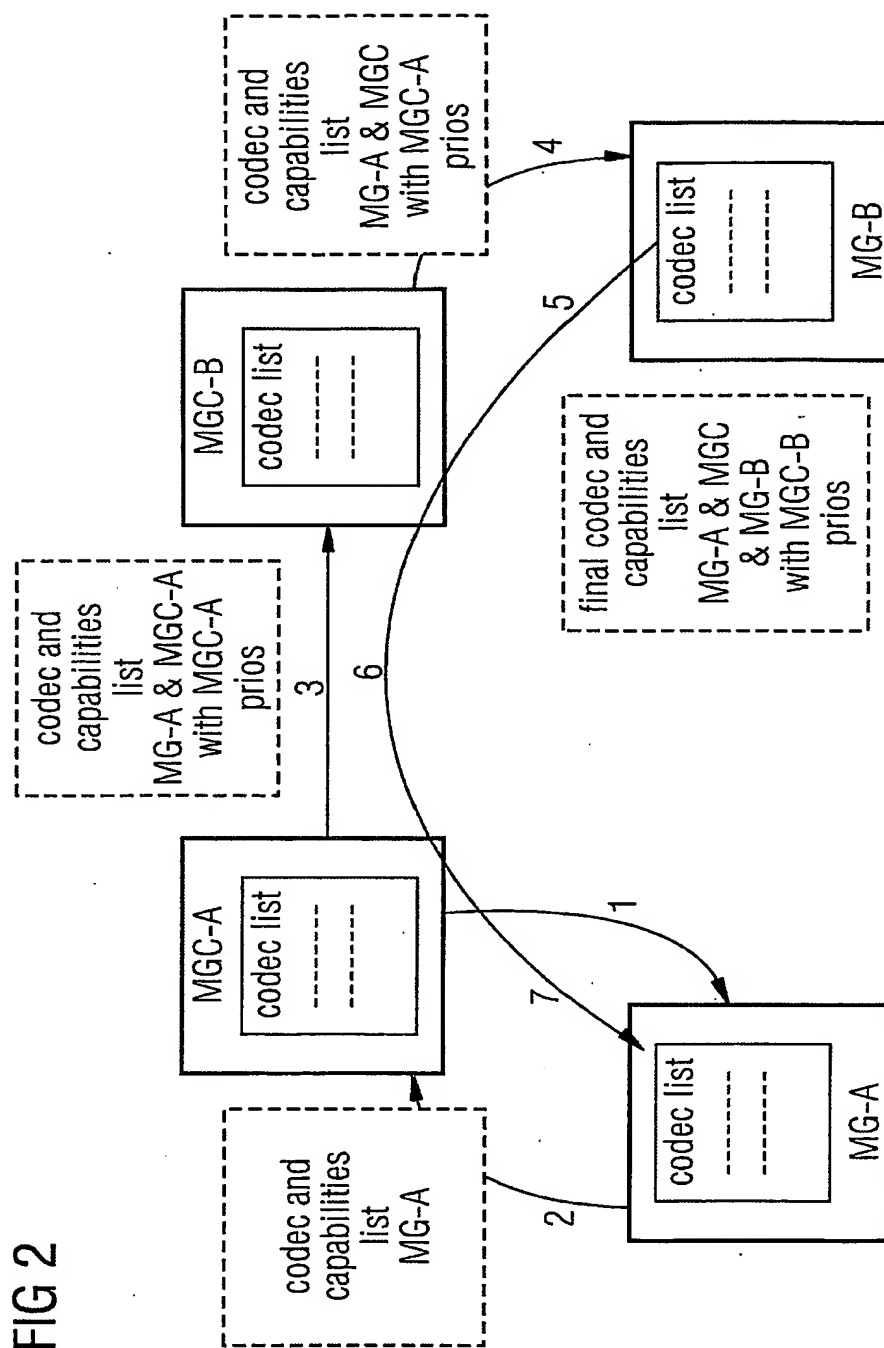 FIG 2
codec and
capabilities
list
MG-A
2
MG-A
codec list
MGC-A
codec list
1
7
codec and
capabilities
list
MG-A & MGC-A
with MGC-A
prios
3
6
MGC-B
codec list
5
final codec and
capabilities
list
MG-A & MGC
& MG-B
with MGC-B
prios
codec and
capabilities
list
MG-A & MGC
with MGC-A
prios
4
codec list
MG-B